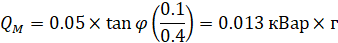 Q_M = 0.05 × tan φ (0.1/0.4) = 0.013 кВар × г